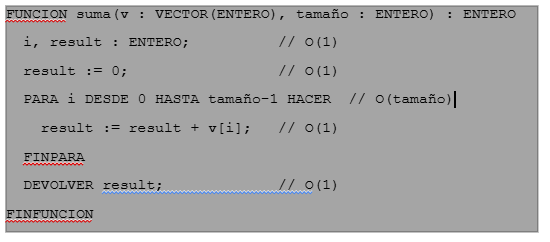 FUNCION suma(v : VECTOR(ENTERO), tamaño : ENTERO) : ENTERO
i, result : ENTERO; // O(1)
result := 0; // O(1)
PARA i DESDE 0 HASTA tamaño-1 HACER // O(tamaño)
result := result + v[i]; // O(1)
FINPARA
DEVOLVER result; // O(1)
FINFUNCION